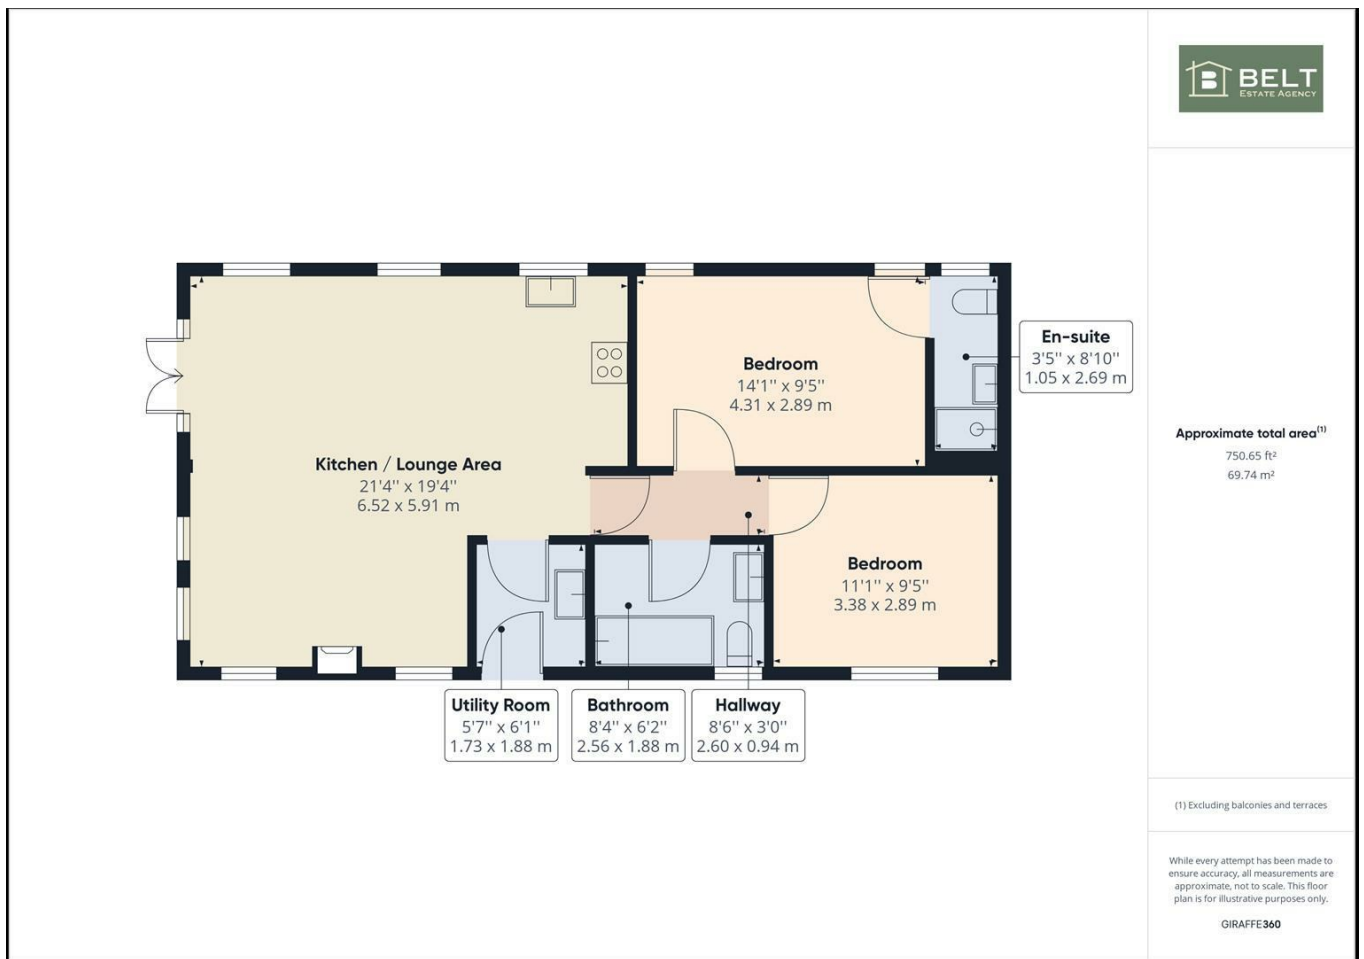 B BELT
ESTATE AGENCY
En-suite
3'5'' x 8'10''
1.05 x 2.69 m
Bedroom
14'1'' x 9'5''
4.31 x 2.89 m
Kitchen / Lounge Area
21'4'' x 19'4''
6.52 x 5.91 m
Bedroom
11'1'' x 9'5''
3.38 x 2.89 m
Utility Room
5'7'' x 6'1''
1.73 x 1.88 m
Bathroom
8'4'' x 6'2''
2.56 x 1.88 m
Hallway
8'6'' x 3'0''
2.60 x 0.94 m
Approximate total area(1)
750.65 ft²
69.74 m²
(1) Excluding balconies and terraces
While every attempt has been made to
ensure accuracy, all measurements are
approximate, not to scale. This floor
plan is for illustrative purposes only.
GIRAFFE360